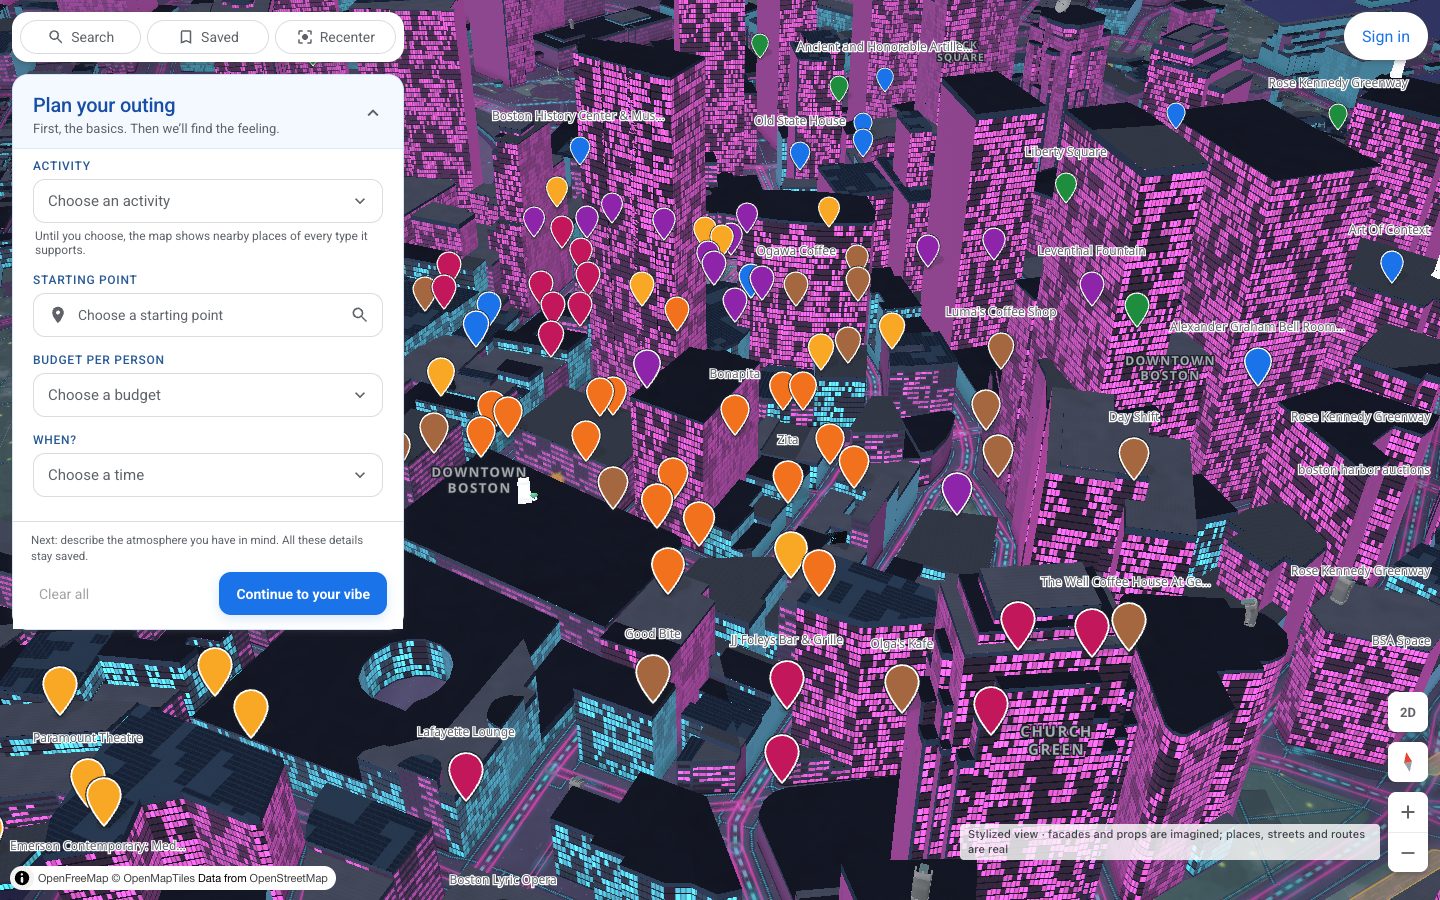 Search
Saved
Recenter
Sign in
Plan your outing
First, the basics. Then we'll find the feeling.
ACTIVITY
Choose an activity
Until you choose, the map shows nearby places of every type it
supports.
STARTING POINT
Choose a starting point
BUDGET PER PERSON
Choose a budget
WHEN?
Choose a time
Next: describe the atmosphere you have in mind. All these details
stay saved.
Clear all
Continue to your vibe
Ancient and Honorable Artille...
SQUARE
Rose Kennedy Greenway
Boston History Center & Mus...
Old State House
Liberty Square
Art Of Context
Ogawa Coffee
Leventhal Fountain
Luma's Coffee Shop
Alexander Graham Bell Room...
DOWNTOWN
BOSTON
Bonapita
Day Shift
Rose Kennedy Greenway
Zita
boston harbor auctions
DOWNTOWN
BOSTON
Rose Kennedy Greenway
The Well Coffee House At Ge...
Good Bite
JJ Foleys Bar & Grille
Olga's Kafé
BSA Space
Lafayette Lounge
CHURCH
GREEN
Paramount Theatre
Emerson Contemporary: Med...
Boston Lyric Opera
2D
Stylized view · facades and props are imagined; places, streets and routes
are real
OpenFreeMap © OpenMapTiles Data from OpenStreetMap